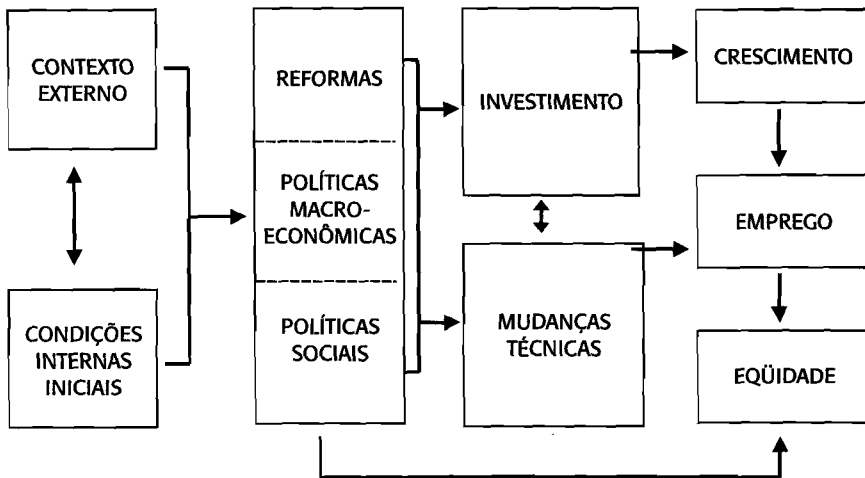 CONTEXTO
EXTERNO
CONDIÇÕES
INTERNAS
INICIAIS
REFORMAS
POLÍTICAS
MACRO-
ECONÔMICAS
POLÍTICAS
SOCIAIS
INVESTIMENTO
MUDANÇAS
TÉCNICAS
CRESCIMENTO
EMPREGO
EQÜIDADE